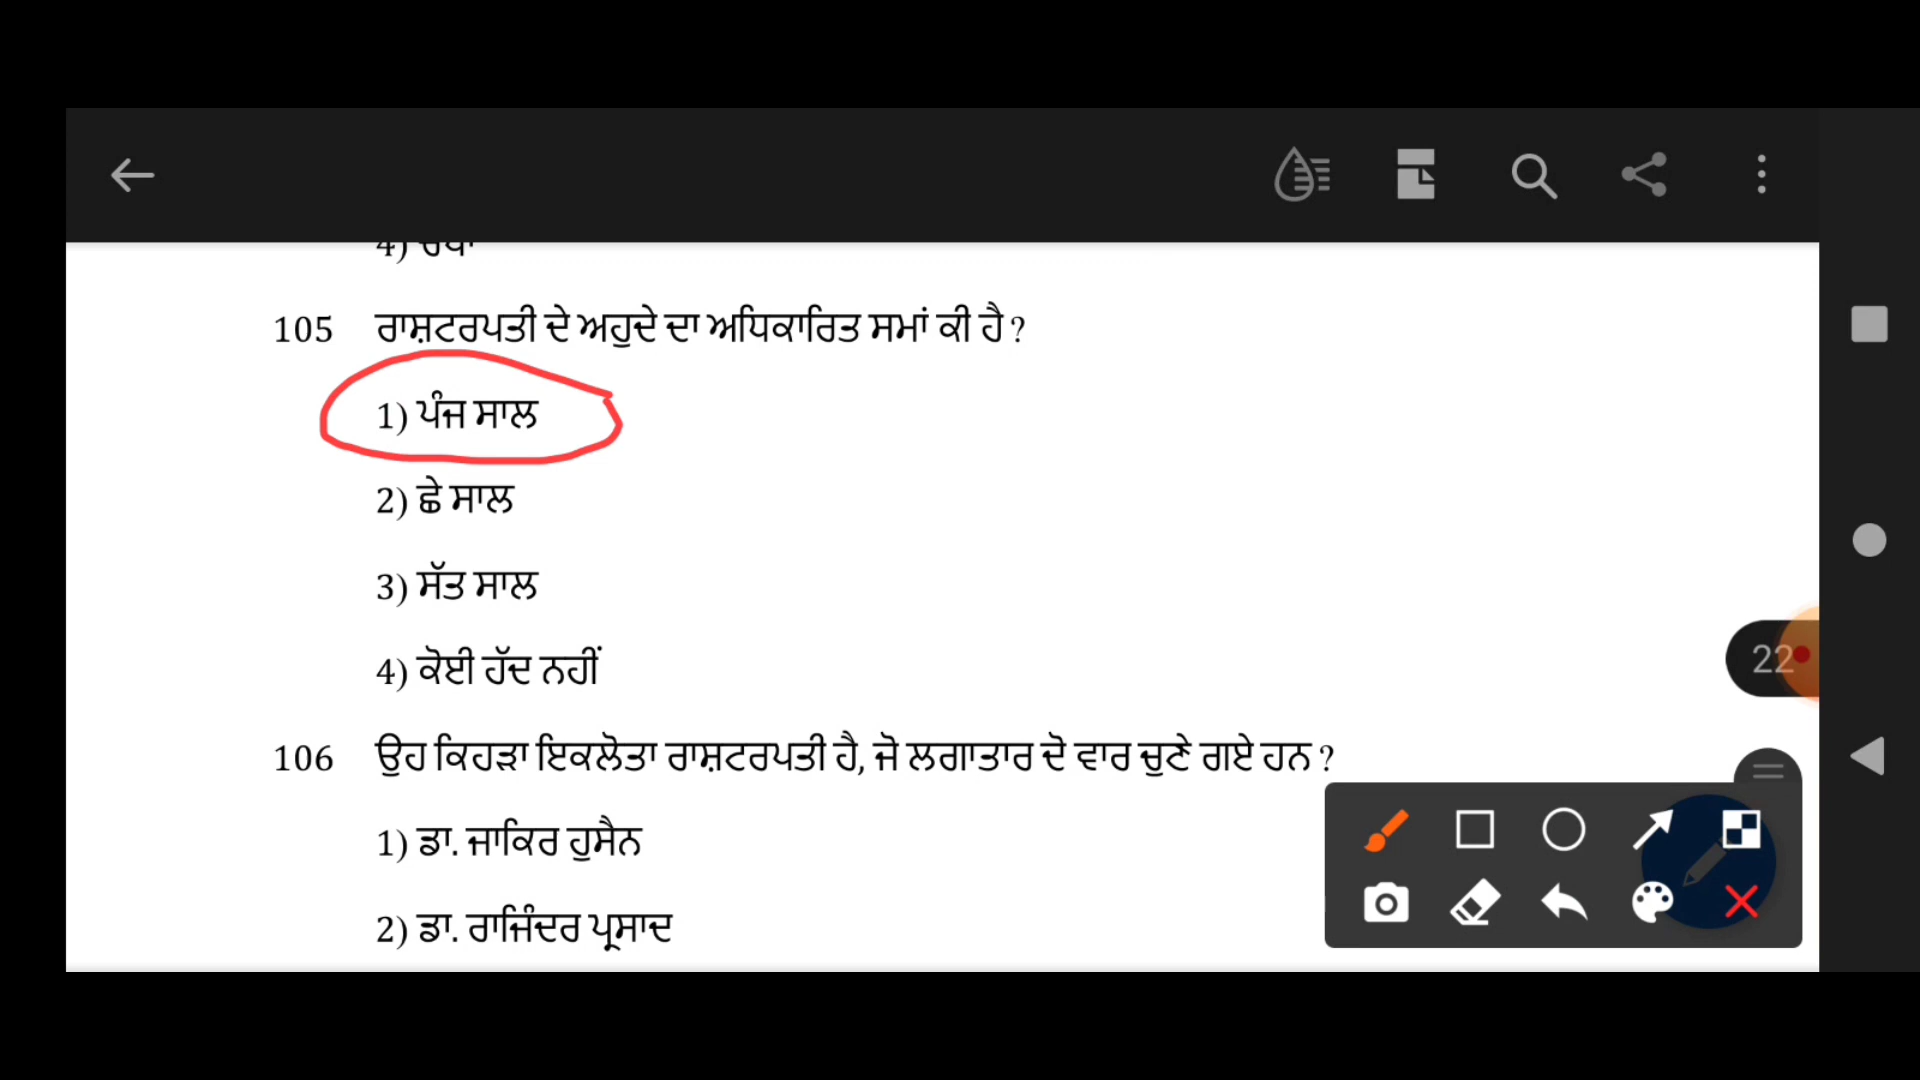 105 ਰਾਸ਼ਟਰਪਤੀ ਦੇ ਅਹੁਦੇ ਦਾ ਅਧਿਕਾਰਿਤ ਸਮਾਂ ਕੀ ਹੈ ?
1) ਪੰਜ ਸਾਲ
2) ਛੇ ਸਾਲ
3) ਸੱਤ ਸਾਲ
4) ਕੋਈ ਹੱਦ ਨਹੀਂ
22
106 ਉਹ ਕਿਹੜਾ ਇਕਲੋਤਾ ਰਾਸ਼ਟਰਪਤੀ ਹੈ, ਜੋ ਲਗਾਤਾਰ ਦੋ ਵਾਰ ਚੁਣੇ ਗਏ ਹਨ ?
1) ਡਾ. ਜਾਕਿਰ ਹੁਸੈਨ
2) ਡਾ. ਰਾਜਿੰਦਰ ਪ੍ਰਸਾਦ